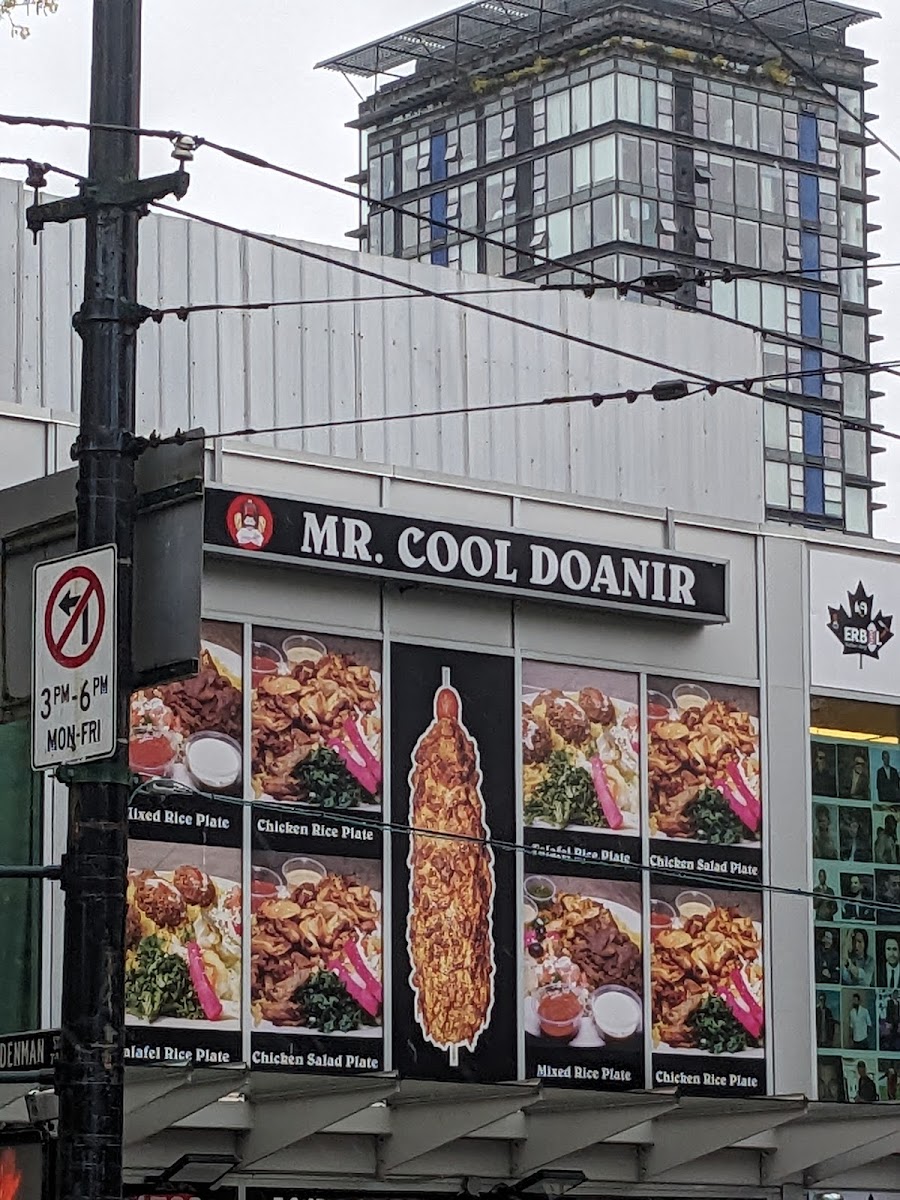 MR. COOL DOANIR
ERB
3PM-6PM
MON-FRI
Mixed Rice Plate
Chicken Rice Plate
Falafel Rice Plate
Chicken Salad Plate
Falafel Rice Plate
Chicken Salad Plate
Mixed Rice Plate
Chicken Rice Plate
DENMAN